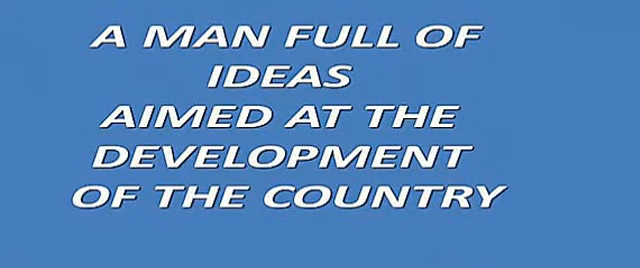 A MAN FULL OF
IDEAS
AIMED AT THE
DEVELOPMENT
OF THE COUNTRY